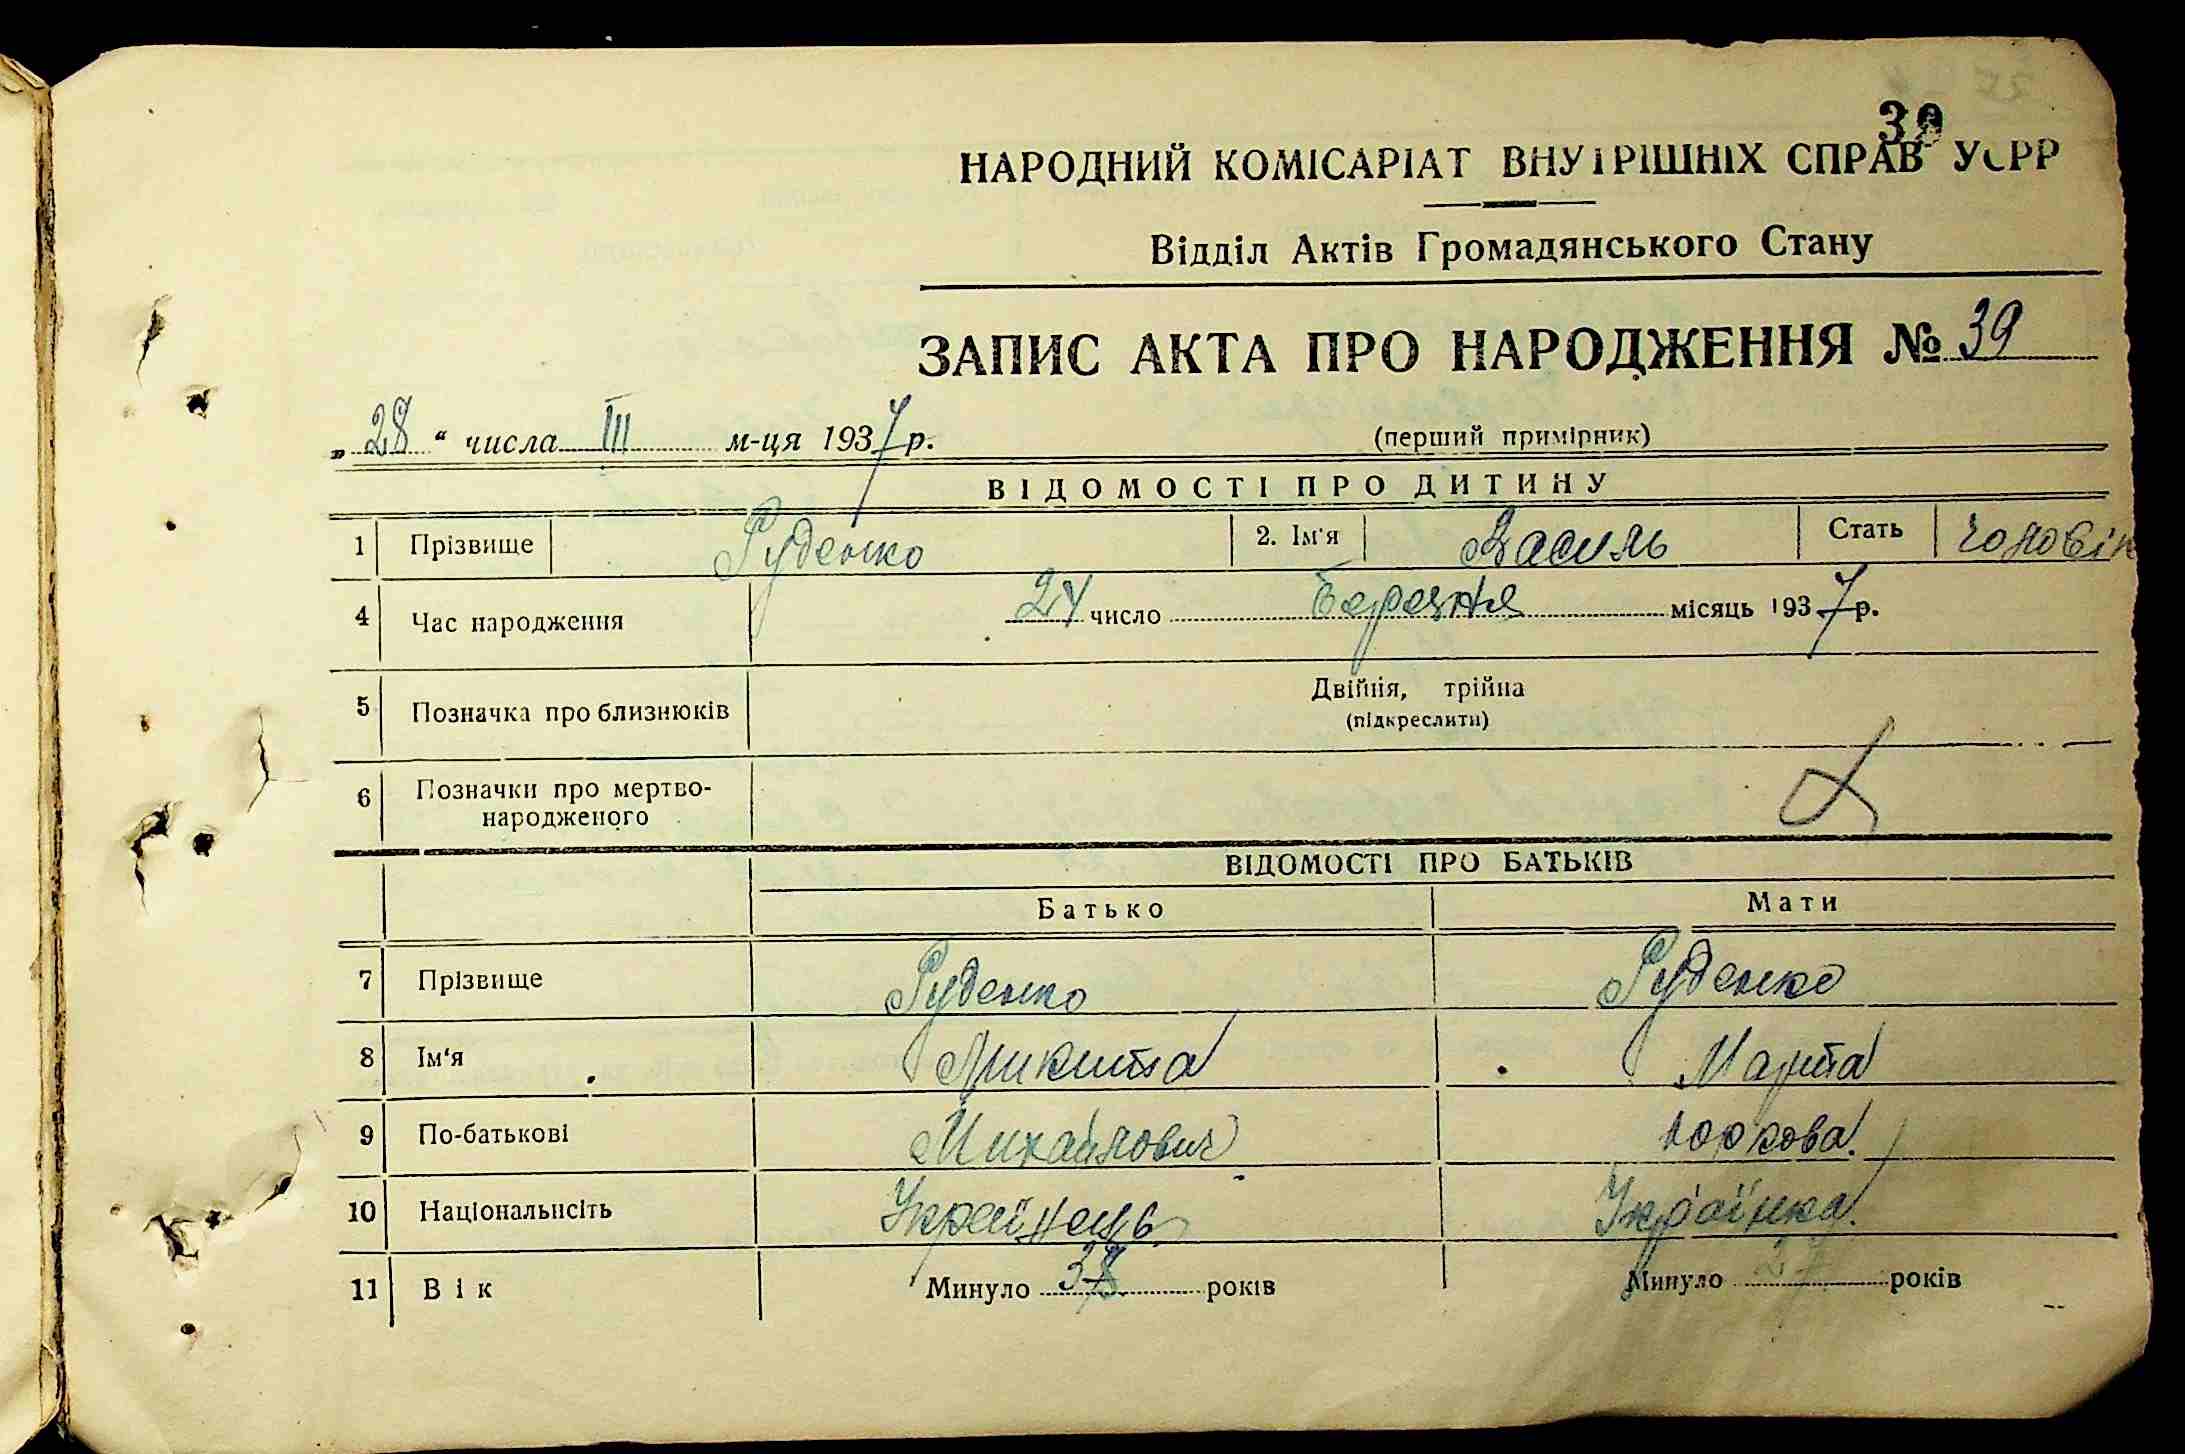 39
НАРОДНИЙ КОМІСАРІАТ ВНУТРІШНІХ СПРАВ УСРР
Відділ Актів Громадянського Стану
ЗАПИС АКТА ПРО НАРОДЖЕННЯ № 39
„28“ числа III м-ця 1937 р. (перший примірник)
ВІДОМОСТІ ПРО ДИТИНУ
1 Прізвище Руденко 2. Ім'я Василь Стать чоловік
4 Час народження 24 число Березня місяць 1937 р.
5 Позначка про близнюків Двійня, трійна
(підкреслити)
6 Позначки про мертво-
народженого
ВІДОМОСТІ ПРО БАТЬКІВ
Батько Мати
7 Прізвище Руденко Руденко
8 Ім'я Микита Марта
9 По-батькові Михайлович
10 Національність Українець Українка
11 Вік Минуло років Минуло 27 років